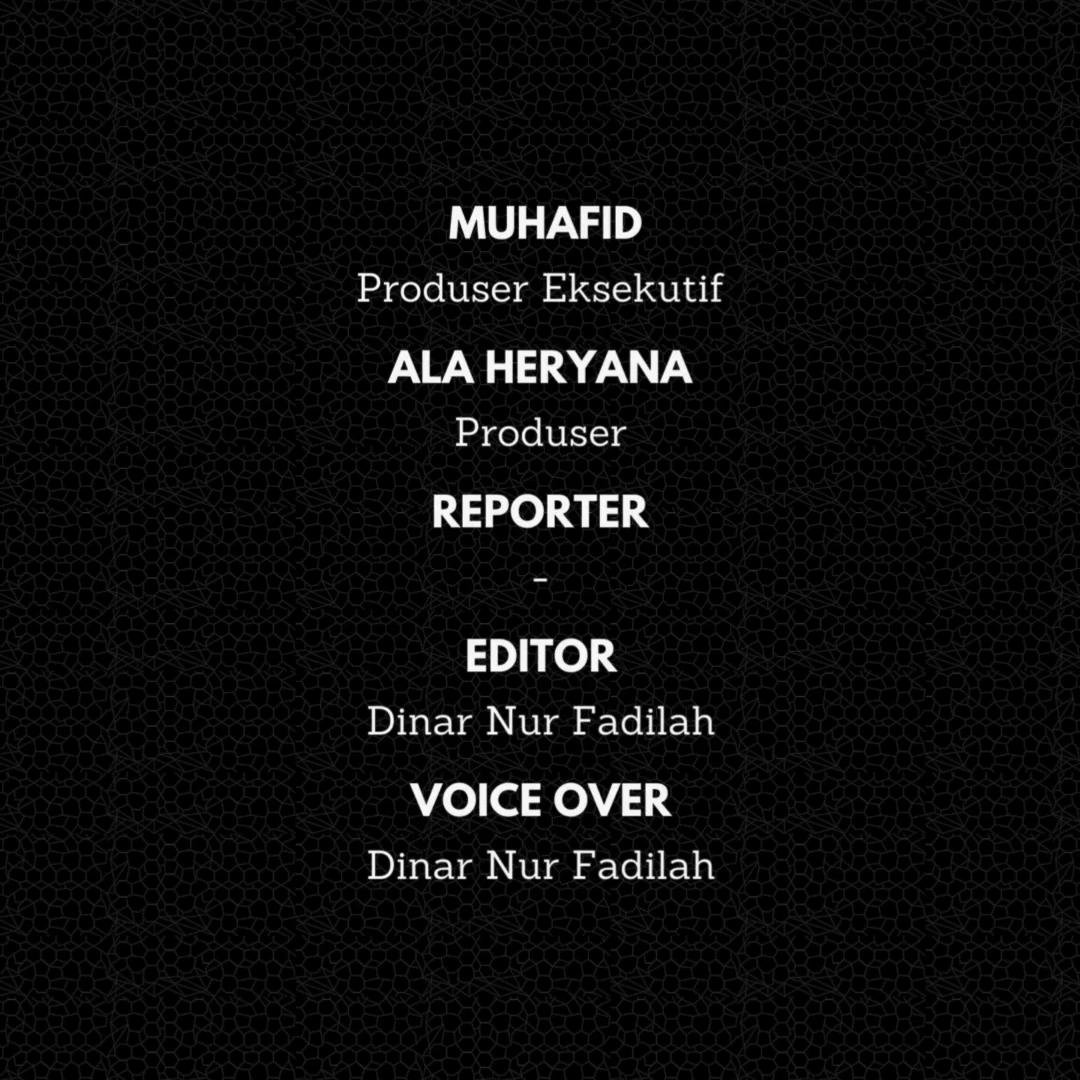 MUHAFID
Produser Eksekutif
ALA HERYANA
Produser
REPORTER
-
EDITOR
Dinar Nur Fadilah
VOICE OVER
Dinar Nur Fadilah